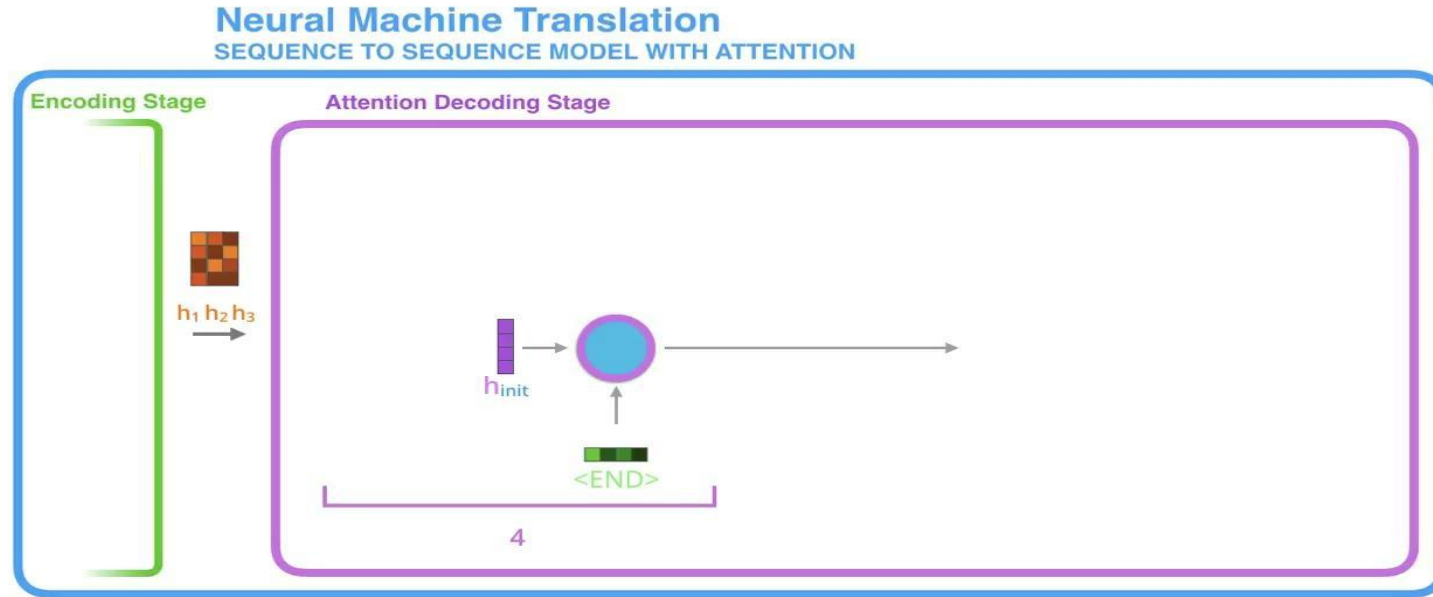 Neural Machine Translation
SEQUENCE TO SEQUENCE MODEL WITH ATTENTION
Encoding Stage
Attention Decoding Stage
h₁ h₂ h₃
h_init
<END>
4